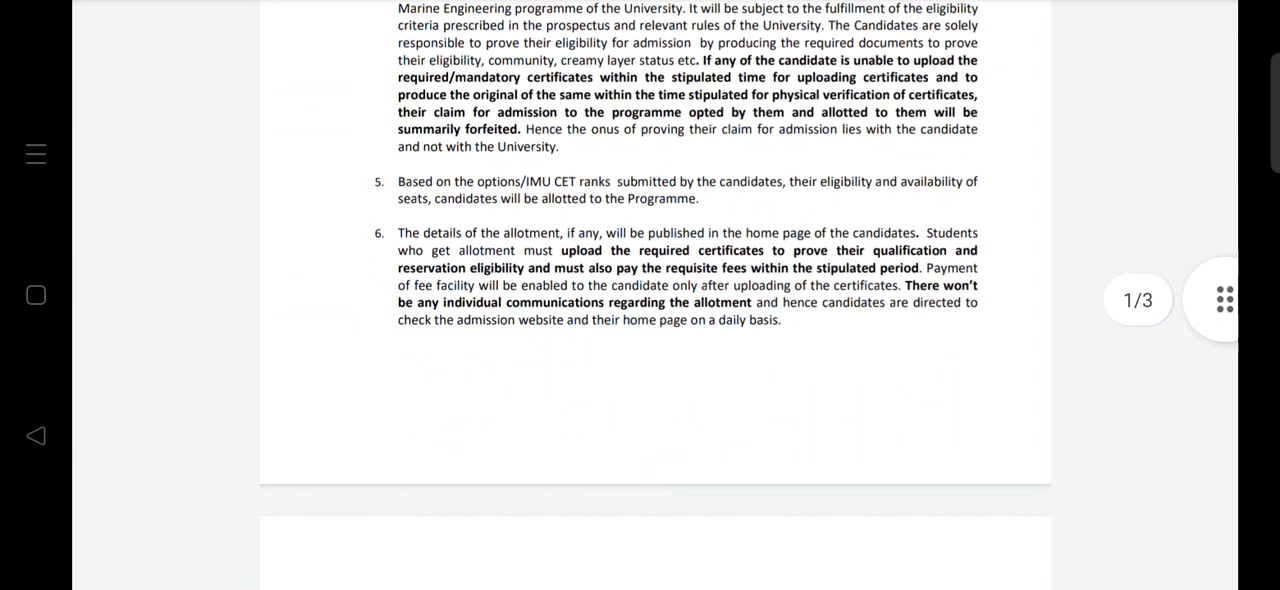 Marine Engineering programme of the University. It will be subject to the fulfillment of the eligibility
criteria prescribed in the prospectus and relevant rules of the University. The Candidates are solely
responsible to prove their eligibility for admission by producing the required documents to prove
their eligibility, community, creamy layer status etc. If any of the candidate is unable to upload the
required/mandatory certificates within the stipulated time for uploading certificates and to
produce the original of the same within the time stipulated for physical verification of certificates,
their claim for admission to the programme opted by them and allotted to them will be
summarily forfeited. Hence the onus of proving their claim for admission lies with the candidate
and not with the University.
5. Based on the options/IMU CET ranks submitted by the candidates, their eligibility and availability of
seats, candidates will be allotted to the Programme.
6. The details of the allotment, if any, will be published in the home page of the candidates. Students
who get allotment must upload the required certificates to prove their qualification and
reservation eligibility and must also pay the requisite fees within the stipulated period. Payment
of fee facility will be enabled to the candidate only after uploading of the certificates. There won't
be any individual communications regarding the allotment and hence candidates are directed to
check the admission website and their home page on a daily basis.
1/3